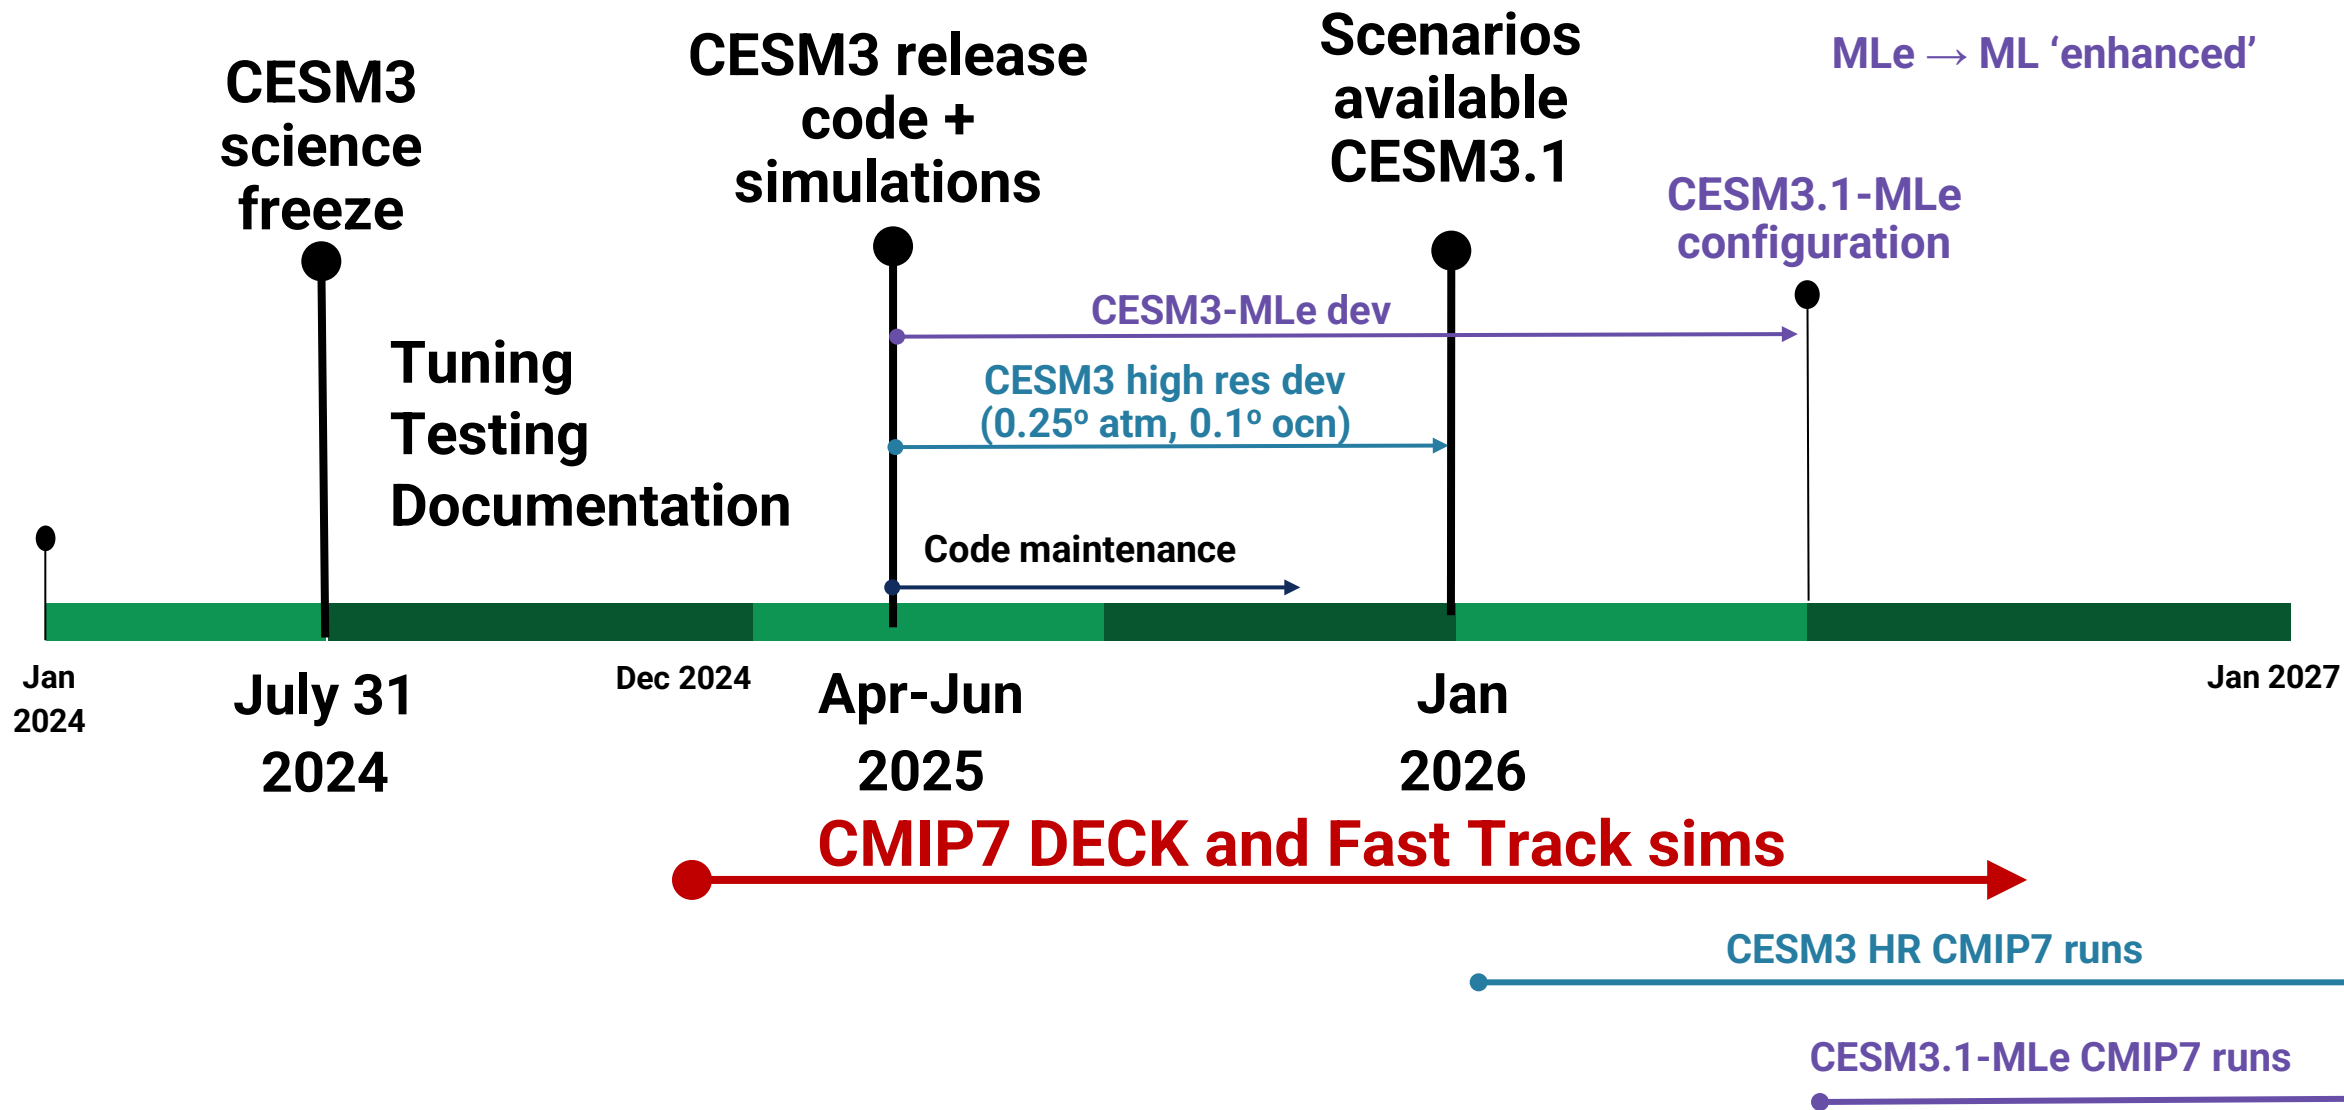 CESM3
science
freeze
CESM3 release
code +
simulations
Scenarios
available
CESM3.1
MLe → ML ‘enhanced’
CESM3.1-MLe
configuration
CESM3-MLe dev
CESM3 high res dev
(0.25º atm, 0.1º ocn)
Tuning
Testing
Documentation
Code maintenance
Jan
2024
July 31
2024
Dec 2024
Apr-Jun
2025
Jan
2026
Jan 2027
CMIP7 DECK and Fast Track sims
CESM3 HR CMIP7 runs
CESM3.1-MLe CMIP7 runs